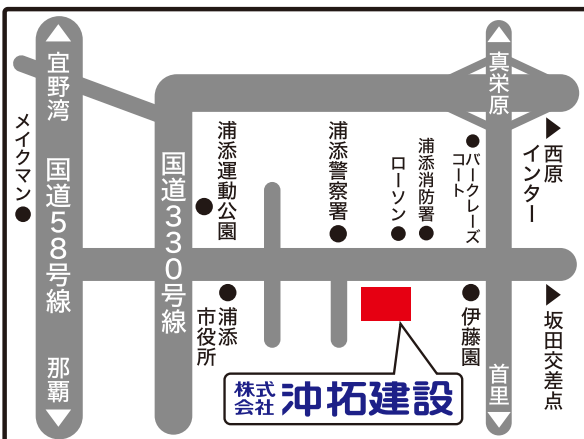 宜野湾
国道58号線
那覇
メイクマン
国道330号線
浦添運動公園
浦添
市役所
浦添警察署
ローソン
浦添消防署
バークレーズ
コート
真栄原
首里
伊藤園
西原
インター
坂田交差点
株式
会社
沖拓建設